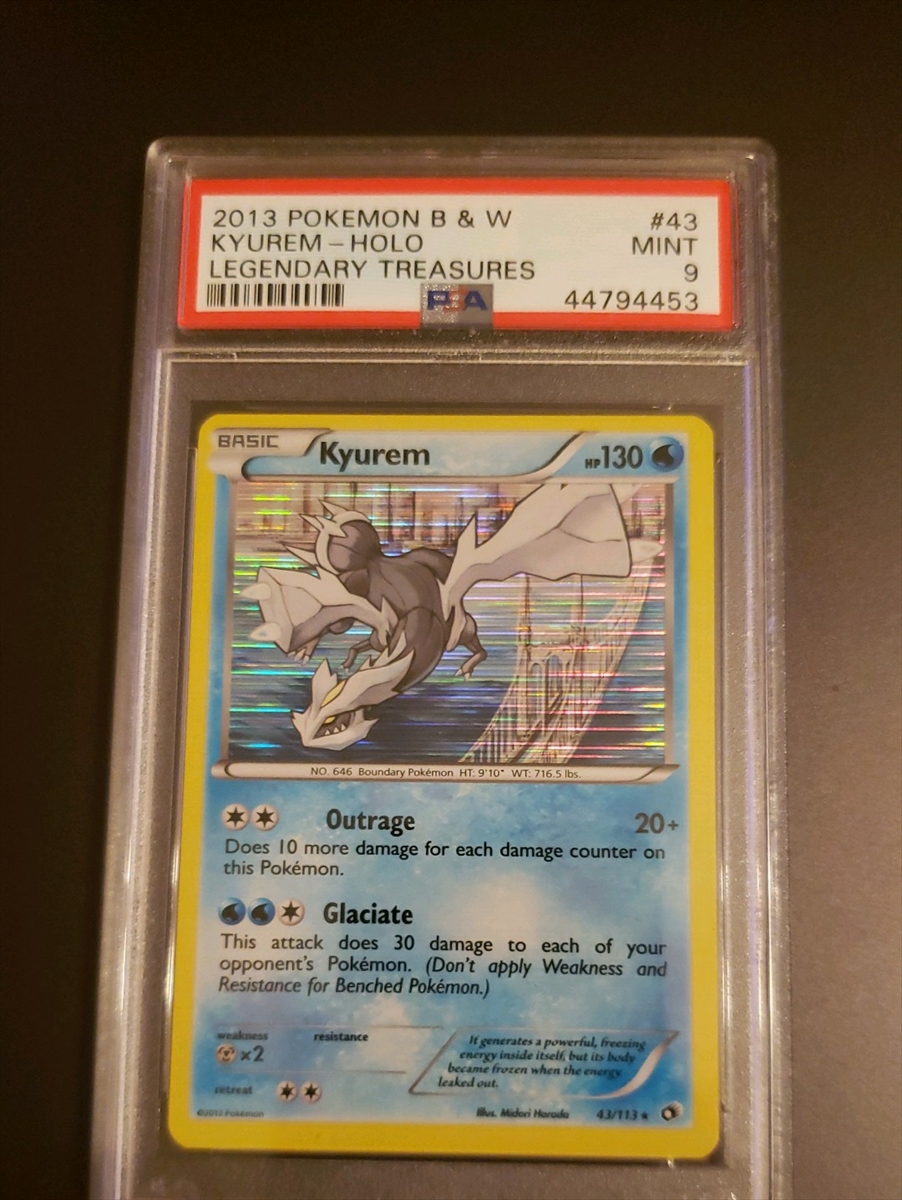 2013 POKEMON B & W #43
KYUREM – HOLO MINT
LEGENDARY TREASURES 9
PSA 44794453
BASIC Kyurem HP130
NO. 646 Boundary Pokémon HT: 9'10" WT: 716.5 lbs.
Outrage 20+
Does 10 more damage for each damage counter on
this Pokémon.
Glaciate
This attack does 30 damage to each of your
opponent's Pokémon. (Don't apply Weakness and
Resistance for Benched Pokémon.)
weakness resistance
×2
It generates a powerful, freezing
energy inside itself, but its body
became frozen when the energy
leaked out.
retreat
©2013 Pokémon Illus. Midori Harada 43/113 ★